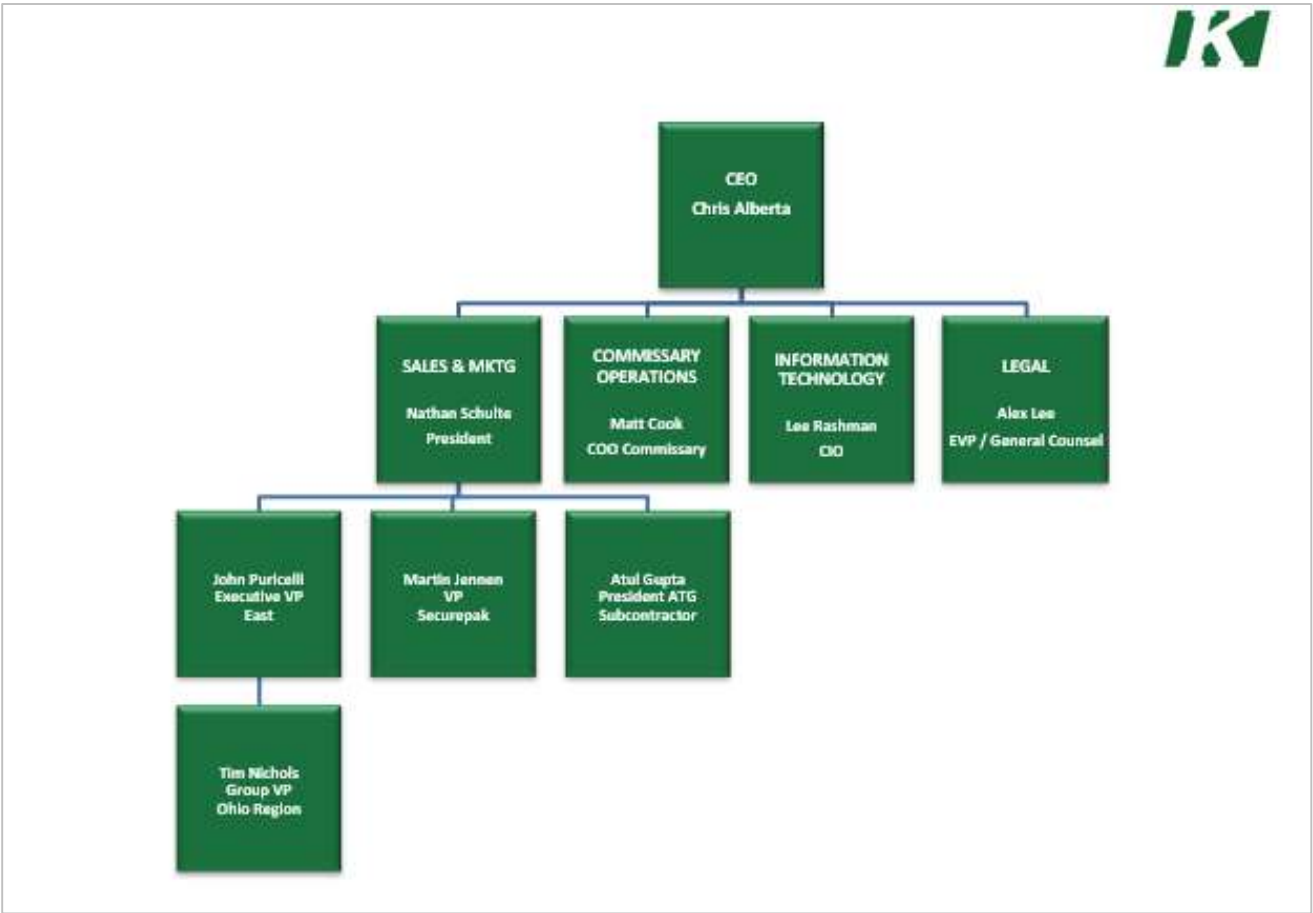 K
CEO
Chris Alberta
SALES & MKTG
Nathan Schulte
President
COMMISSARY
OPERATIONS
Matt Cook
COO Commissary
INFORMATION
TECHNOLOGY
Lee Rashman
CIO
LEGAL
Alex Lee
EVP / General Counsel
John Puricelli
Executive VP
East
Martin Jennen
VP
Securepak
Atul Gupta
President ATG
Subcontractor
Tim Nichols
Group VP
Ohio Region